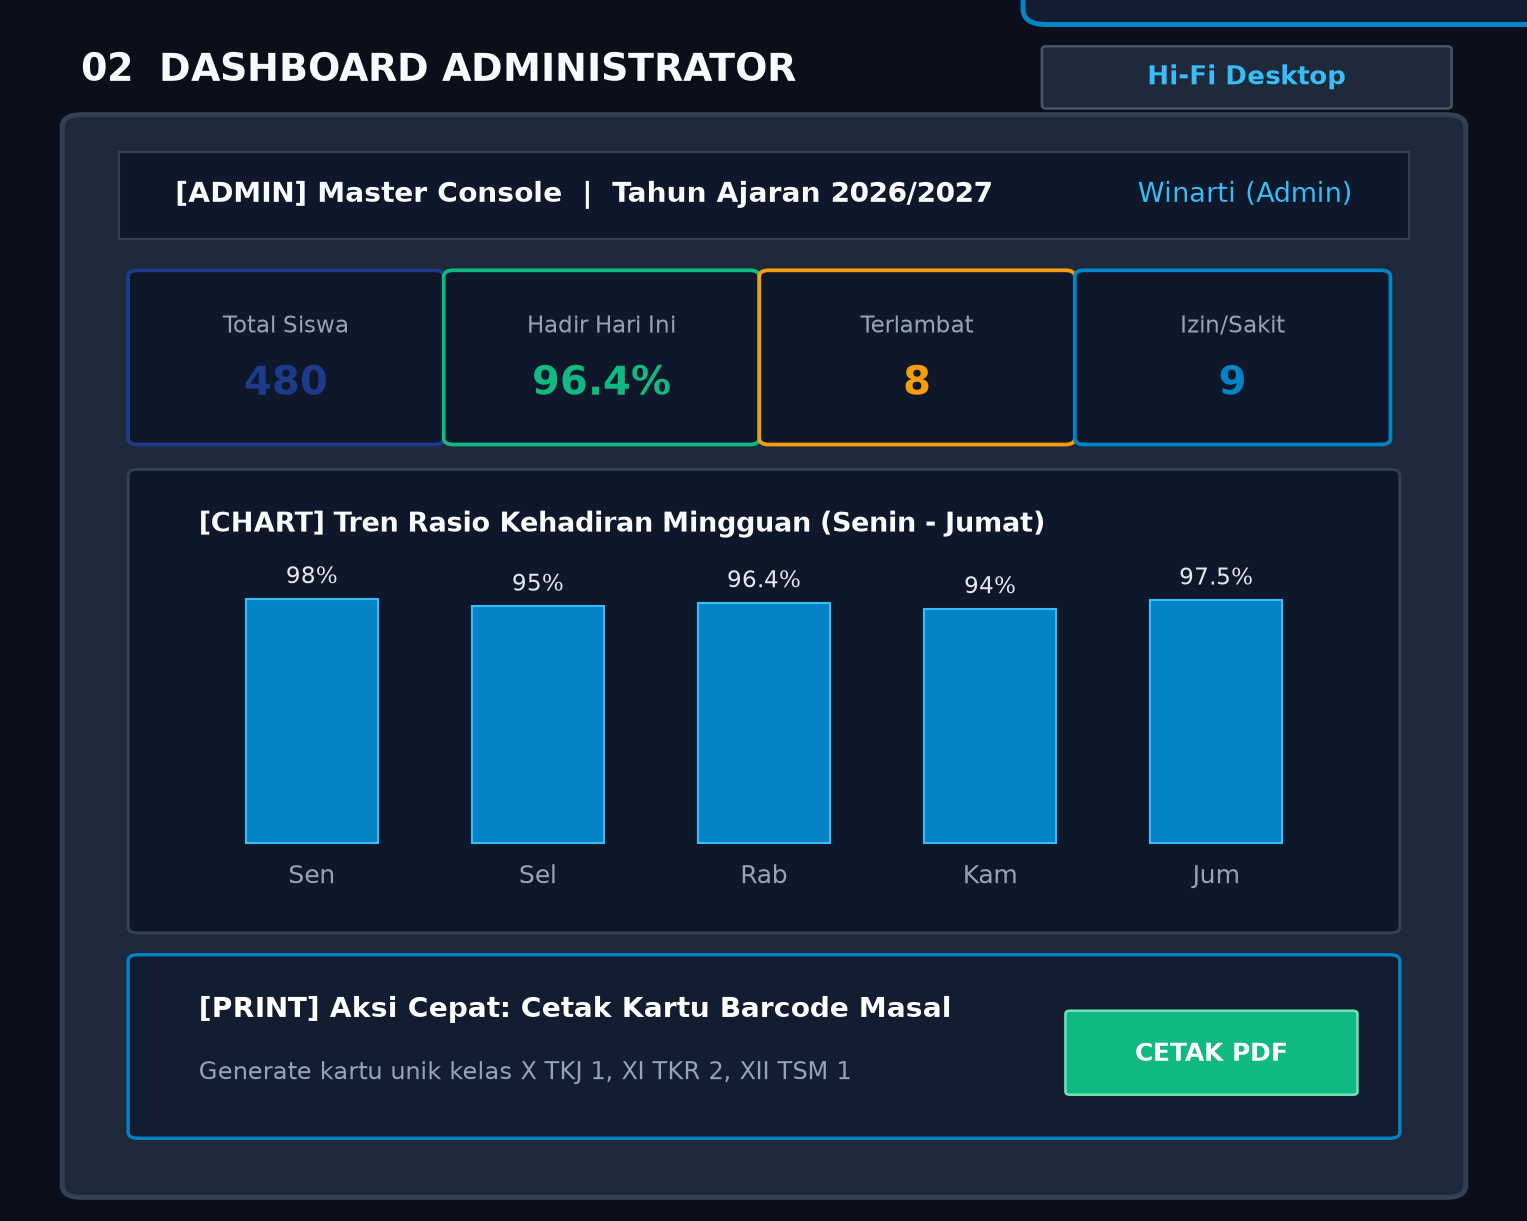 02  DASHBOARD ADMINISTRATOR
Hi-Fi Desktop
[ADMIN] Master Console  |  Tahun Ajaran 2026/2027
Winarti (Admin)
Total Siswa
480
Hadir Hari Ini
96.4%
Terlambat
8
Izin/Sakit
9
[CHART] Tren Rasio Kehadiran Mingguan (Senin - Jumat)
98%
95%
96.4%
94%
97.5%
Sen
Sel
Rab
Kam
Jum
[PRINT] Aksi Cepat: Cetak Kartu Barcode Masal
Generate kartu unik kelas X TKJ 1, XI TKR 2, XII TSM 1
CETAK PDF